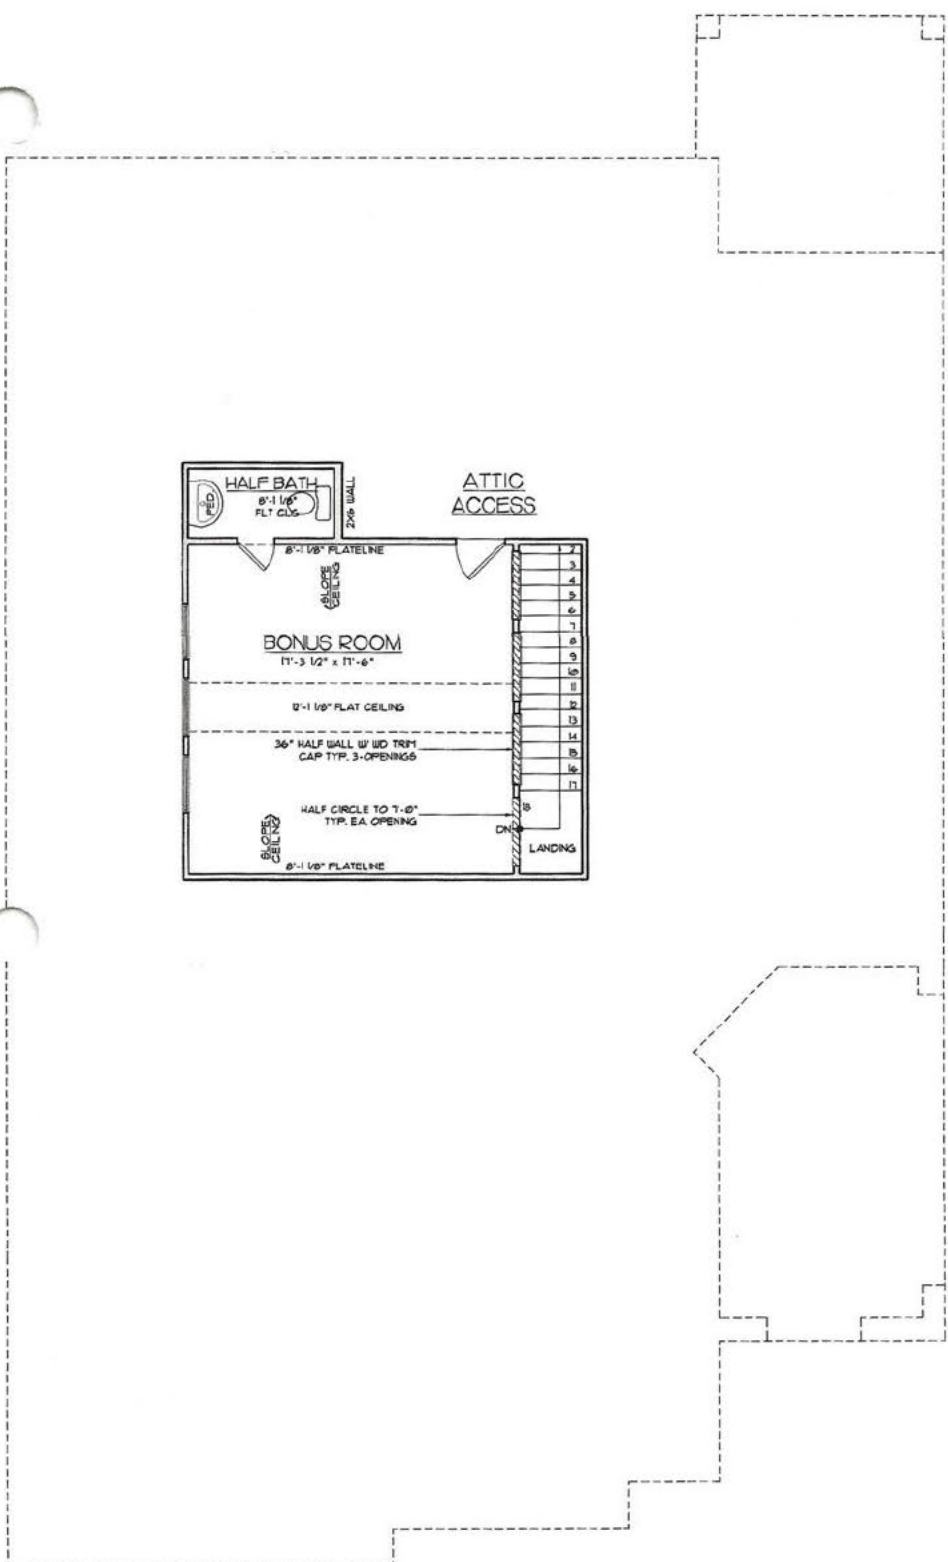 HALF BATH
8'-1 1/8"
FLT CLG
PED
2X6 WALL
ATTIC
ACCESS
8'-1 1/8" PLATELINE
SLOPE
CEILING
BONUS ROOM
17'-3 1/2" x 17'-6"
12'-1 1/8" FLAT CEILING
36" HALF WALL W/ WD TRIM
CAP TYP. 3-OPENINGS
HALF CIRCLE TO 7'-0"
TYP. EA. OPENING
SLOPE
CEILING
8'-1 1/8" PLATELINE
2
3
4
5
6
7
8
9
10
11
12
13
14
15
16
17
18
DN
LANDING